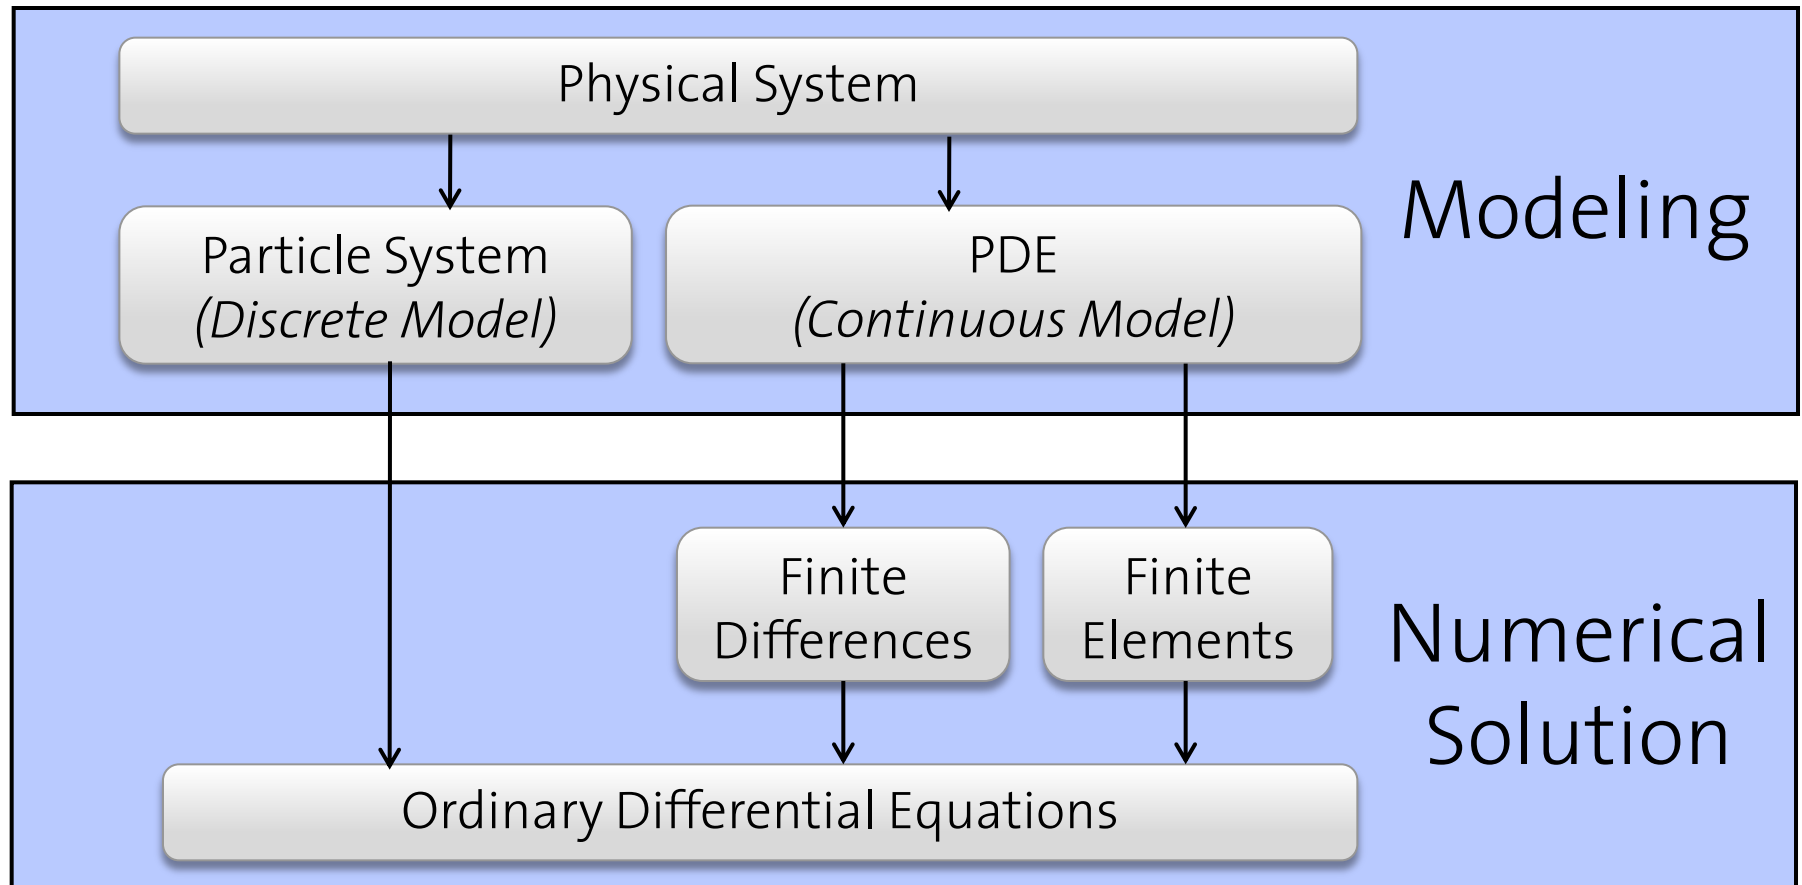 Physical System
Modeling
Particle System
(Discrete Model)
PDE
(Continuous Model)
Finite
Differences
Finite
Elements
Numerical
Solution
Ordinary Differential Equations